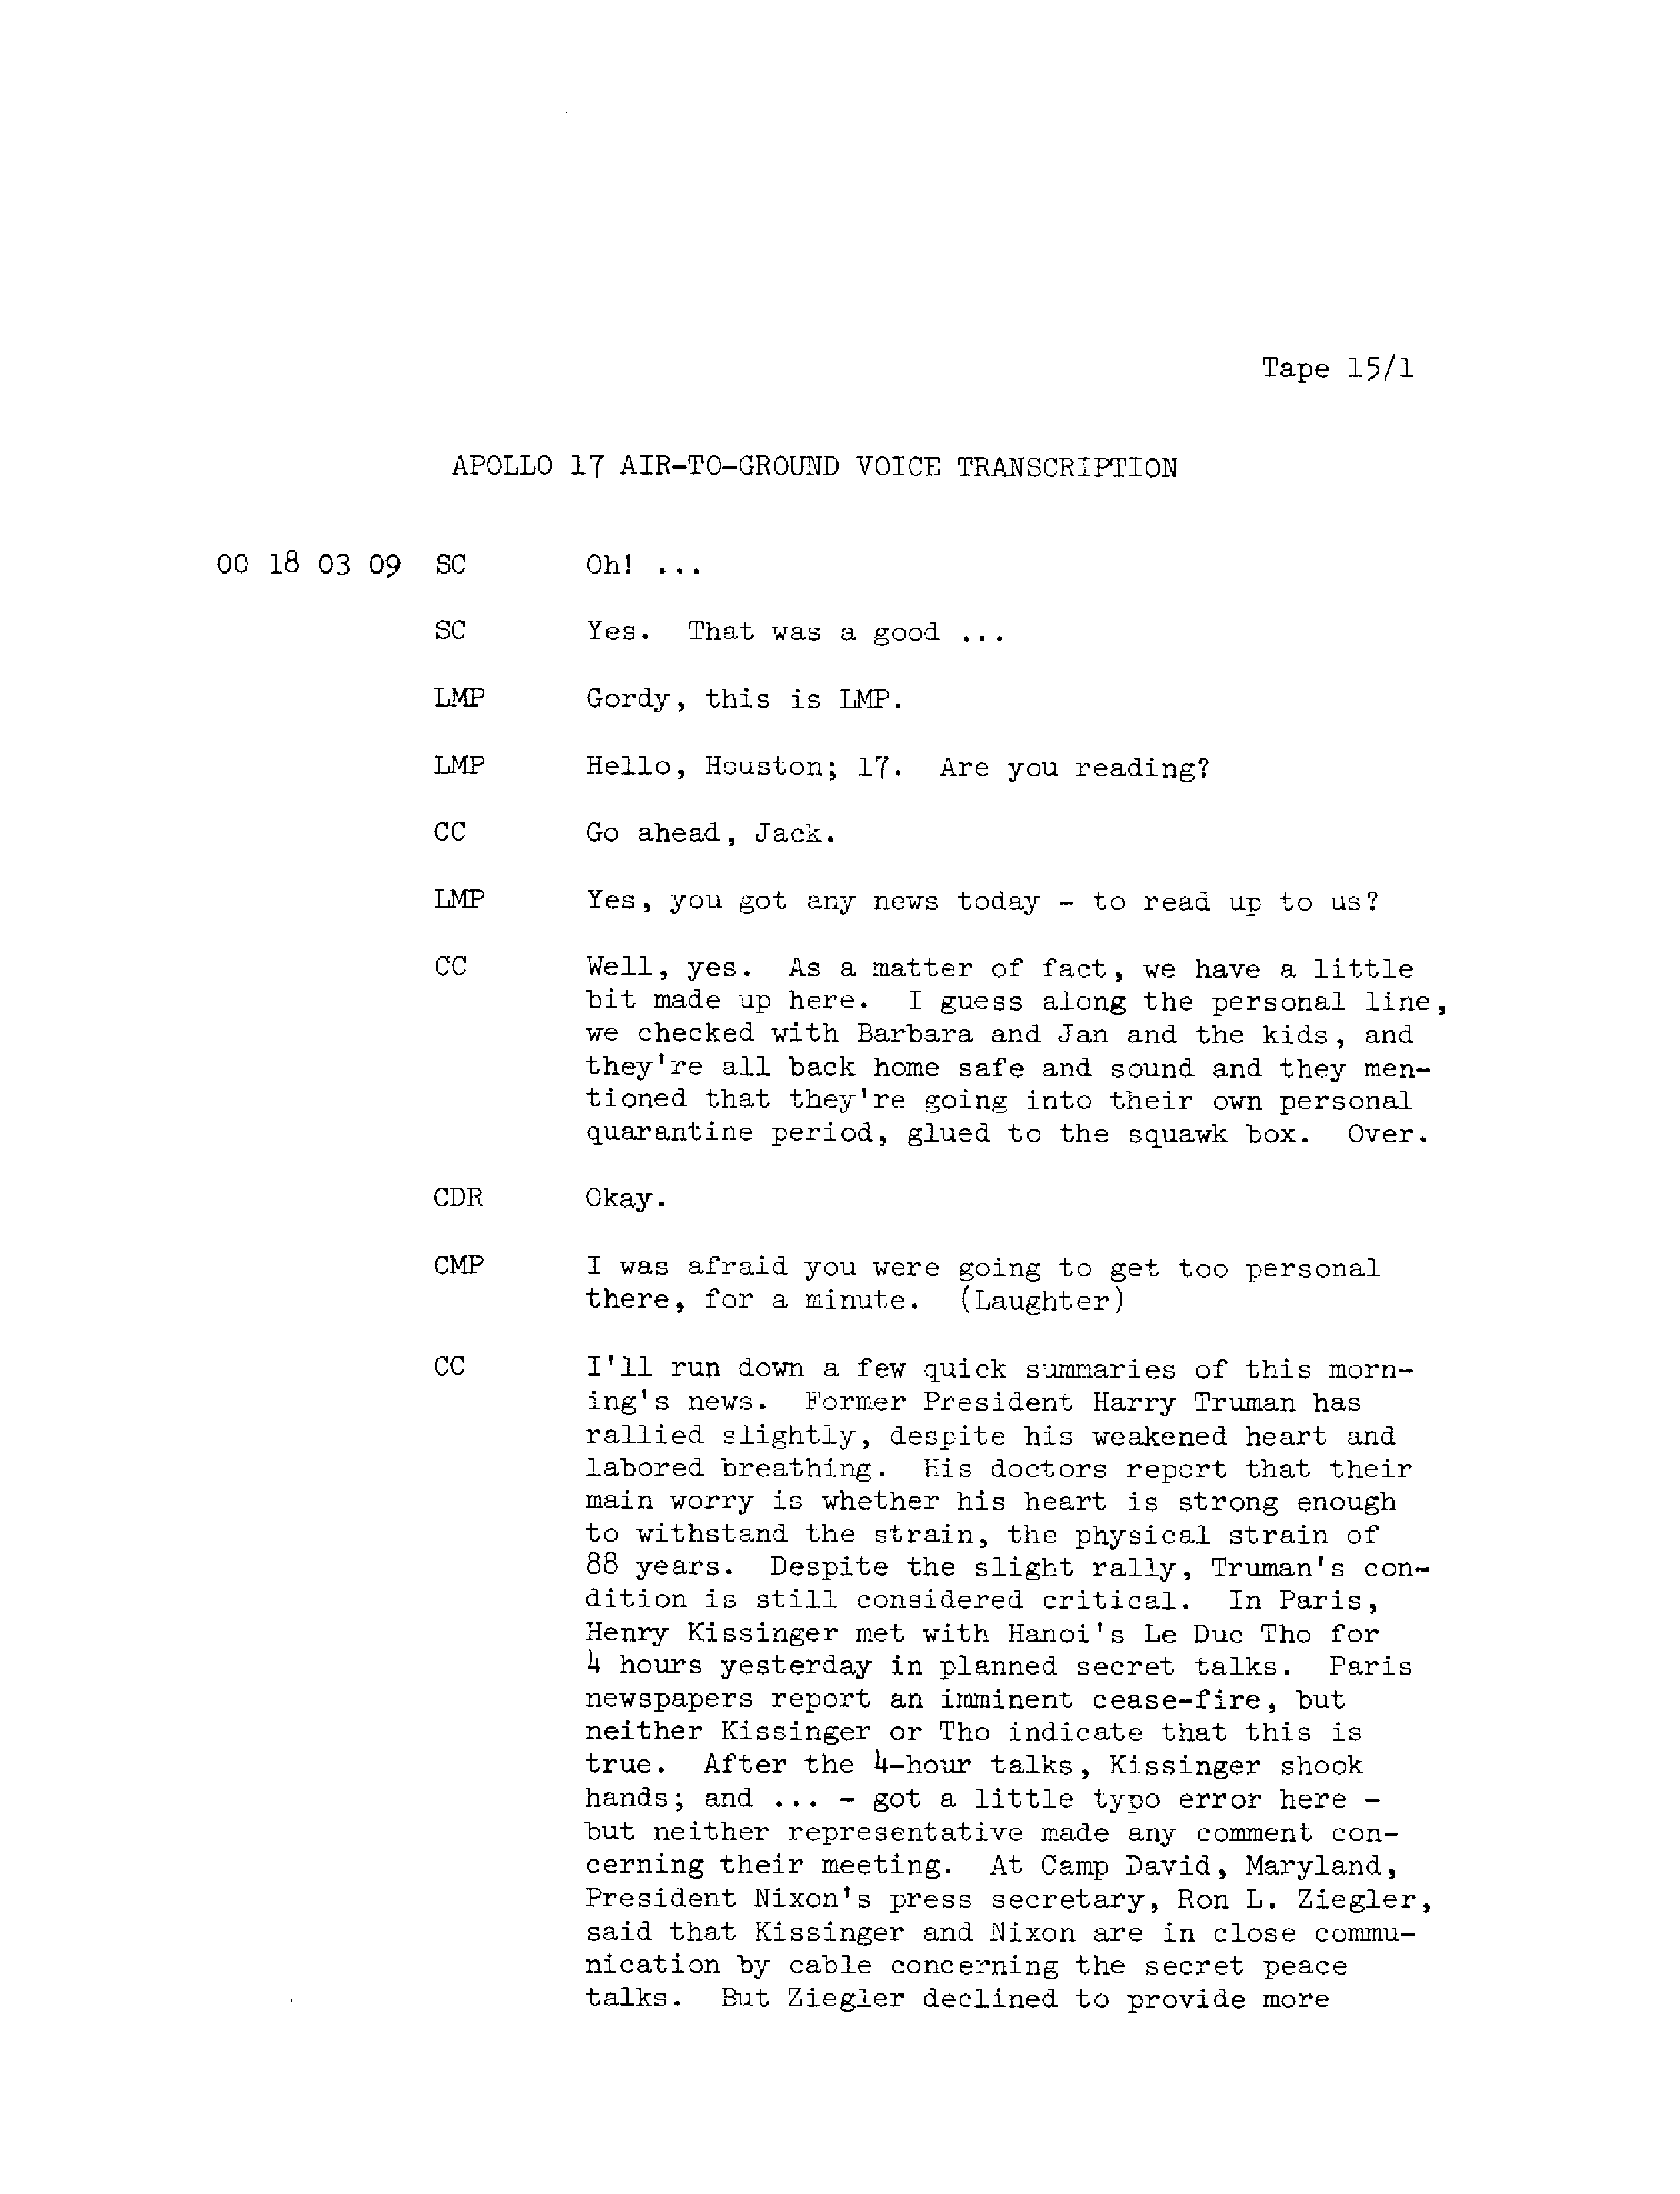 Tape 15/1
APOLLO 17 AIR-TO-GROUND VOICE TRANSCRIPTION
00 18 03 09 SC Oh! ...
SC Yes. That was a good ...
LMP Gordy, this is LMP.
LMP Hello, Houston; 17. Are you reading?
CC Go ahead, Jack.
LMP Yes, you got any news today - to read up to us?
CC Well, yes. As a matter of fact, we have a little
bit made up here. I guess along the personal line,
we checked with Barbara and Jan and the kids, and
they're all back home safe and sound and they men-
tioned that they're going into their own personal
quarantine period, glued to the squawk box. Over.
CDR Okay.
CMP I was afraid you were going to get too personal
there, for a minute. (Laughter)
CC I'll run down a few quick summaries of this morn-
ing's news. Former President Harry Truman has
rallied slightly, despite his weakened heart and
labored breathing. His doctors report that their
main worry is whether his heart is strong enough
to withstand the strain, the physical strain of
88 years. Despite the slight rally, Truman's con-
dition is still considered critical. In Paris,
Henry Kissinger met with Hanoi's Le Duc Tho for
4 hours yesterday in planned secret talks. Paris
newspapers report an imminent cease-fire, but
neither Kissinger or Tho indicate that this is
true. After the 4-hour talks, Kissinger shook
hands; and ... - got a little typo error here -
but neither representative made any comment con-
cerning their meeting. At Camp David, Maryland,
President Nixon's press secretary, Ron L. Ziegler,
said that Kissinger and Nixon are in close commu-
nication by cable concerning the secret peace
talks. But Ziegler declined to provide more